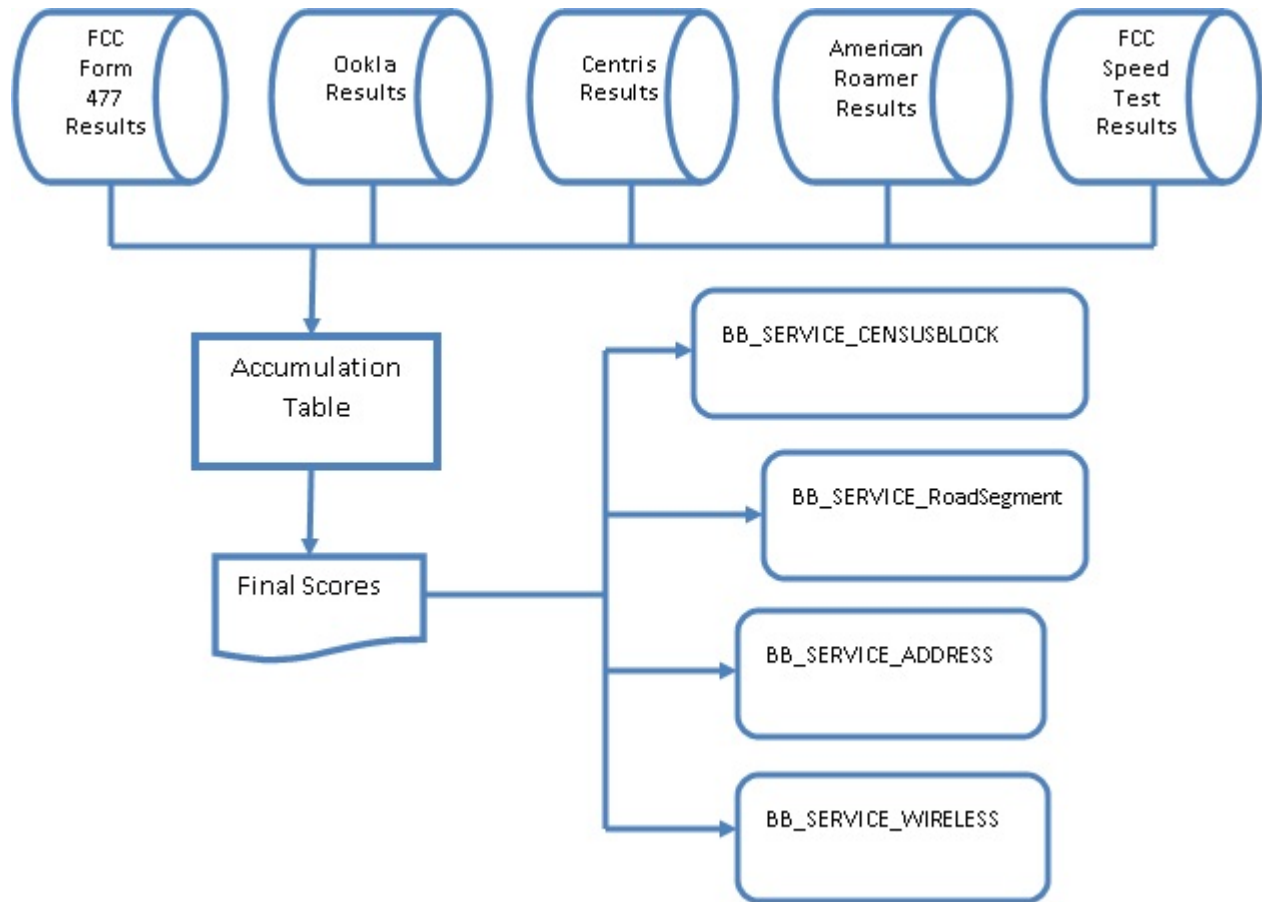 FCC
Form
477
Results
Ookla
Results
Centris
Results
American
Roamer
Results
FCC
Speed
Test
Results
Accumulation
Table
Final Scores
BB_SERVICE_CENSUSBLOCK
BB_SERVICE_RoadSegment
BB_SERVICE_ADDRESS
BB_SERVICE_WIRELESS